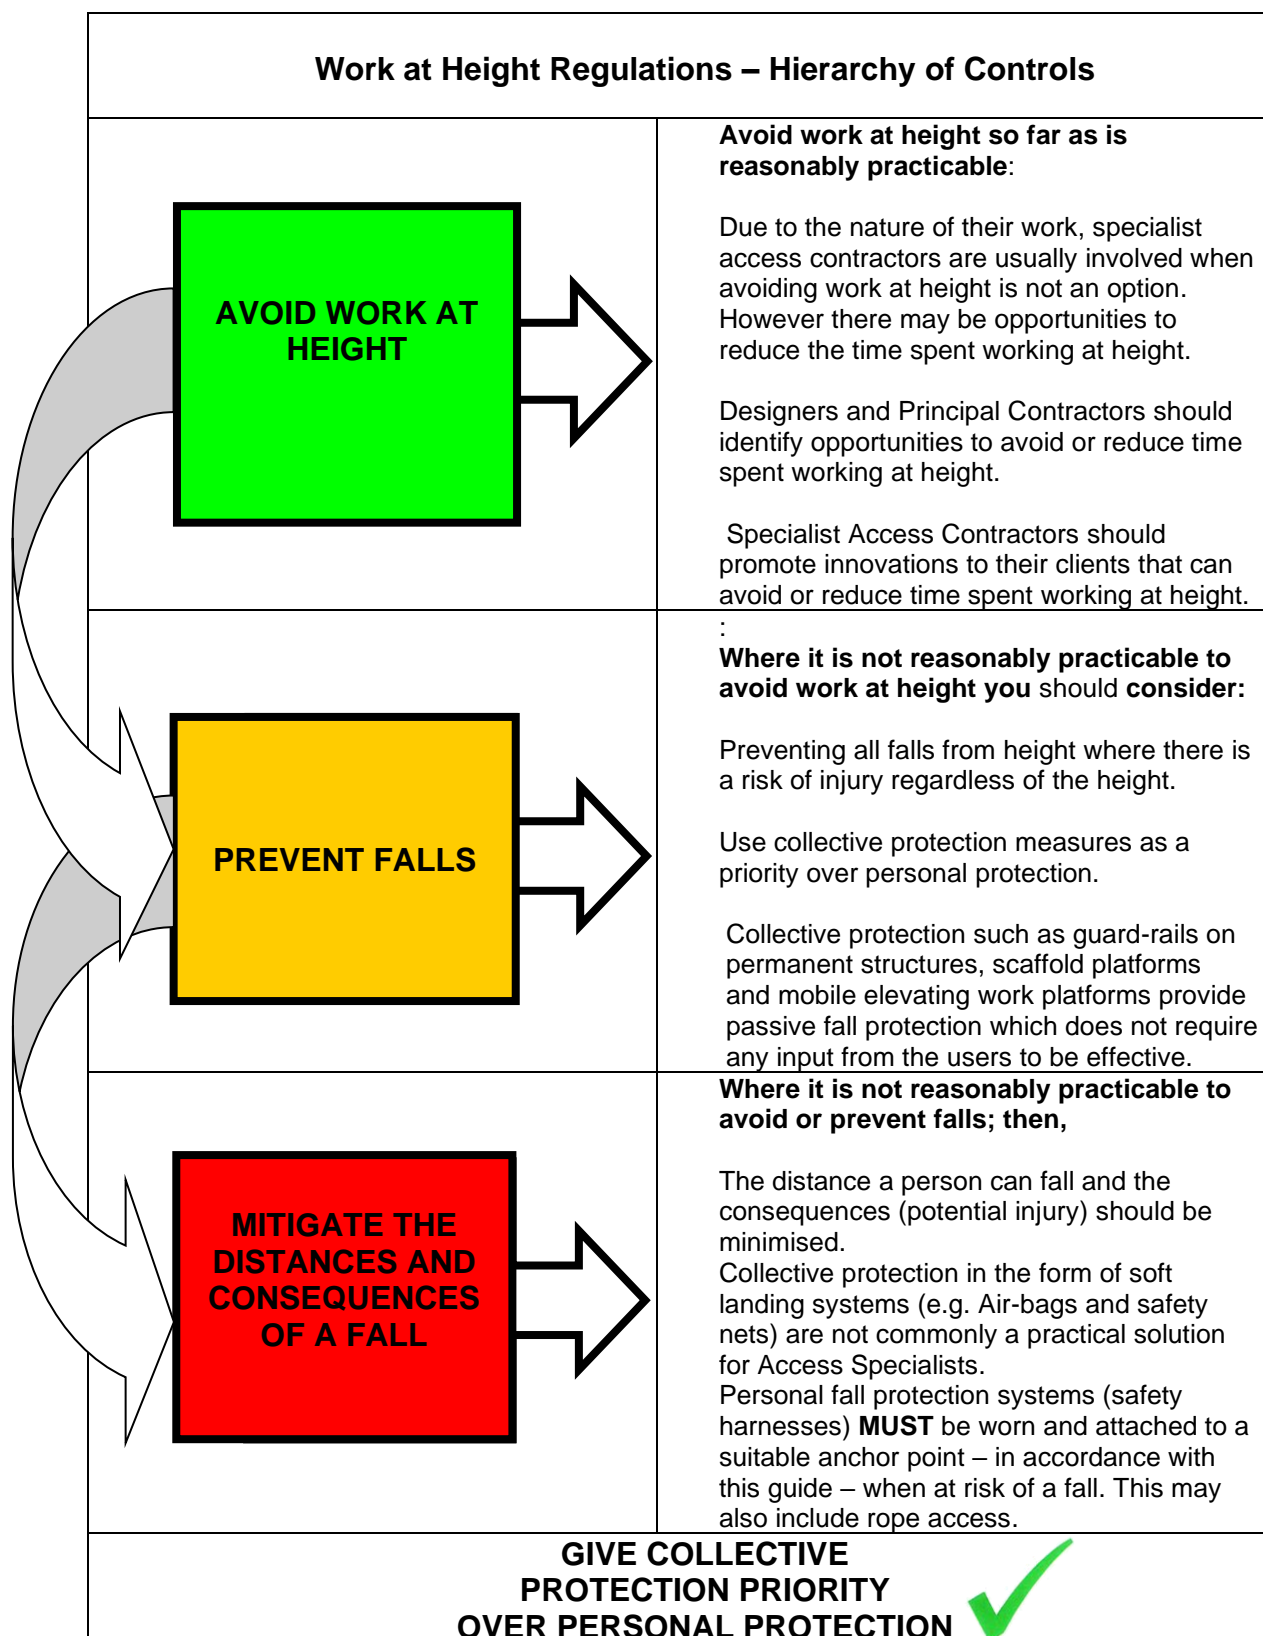 Work at Height Regulations – Hierarchy of Controls
AVOID WORK AT
HEIGHT
Avoid work at height so far as is
reasonably practicable:
Due to the nature of their work, specialist
access contractors are usually involved when
avoiding work at height is not an option.
However there may be opportunities to
reduce the time spent working at height.
Designers and Principal Contractors should
identify opportunities to avoid or reduce time
spent working at height.
Specialist Access Contractors should
promote innovations to their clients that can
avoid or reduce time spent working at height.
PREVENT FALLS
:
Where it is not reasonably practicable to
avoid work at height you should consider:
Preventing all falls from height where there is
a risk of injury regardless of the height.
Use collective protection measures as a
priority over personal protection.
Collective protection such as guard-rails on
permanent structures, scaffold platforms
and mobile elevating work platforms provide
passive fall protection which does not require
any input from the users to be effective.
MITIGATE THE
DISTANCES AND
CONSEQUENCES
OF A FALL
Where it is not reasonably practicable to
avoid or prevent falls; then,
The distance a person can fall and the
consequences (potential injury) should be
minimised.
Collective protection in the form of soft
landing systems (e.g. Air-bags and safety
nets) are not commonly a practical solution
for Access Specialists.
Personal fall protection systems (safety
harnesses) MUST be worn and attached to a
suitable anchor point – in accordance with
this guide – when at risk of a fall. This may
also include rope access.
GIVE COLLECTIVE
PROTECTION PRIORITY
OVER PERSONAL PROTECTION